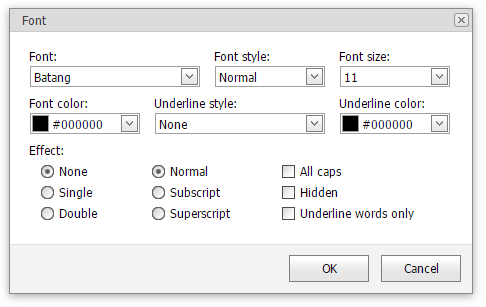 Font
Font: Font style: Font size:
Batang Normal 11
Font color: Underline style: Underline color:
#000000 None #000000
Effect:
None Normal All caps
Single Subscript Hidden
Double Superscript Underline words only
OK Cancel